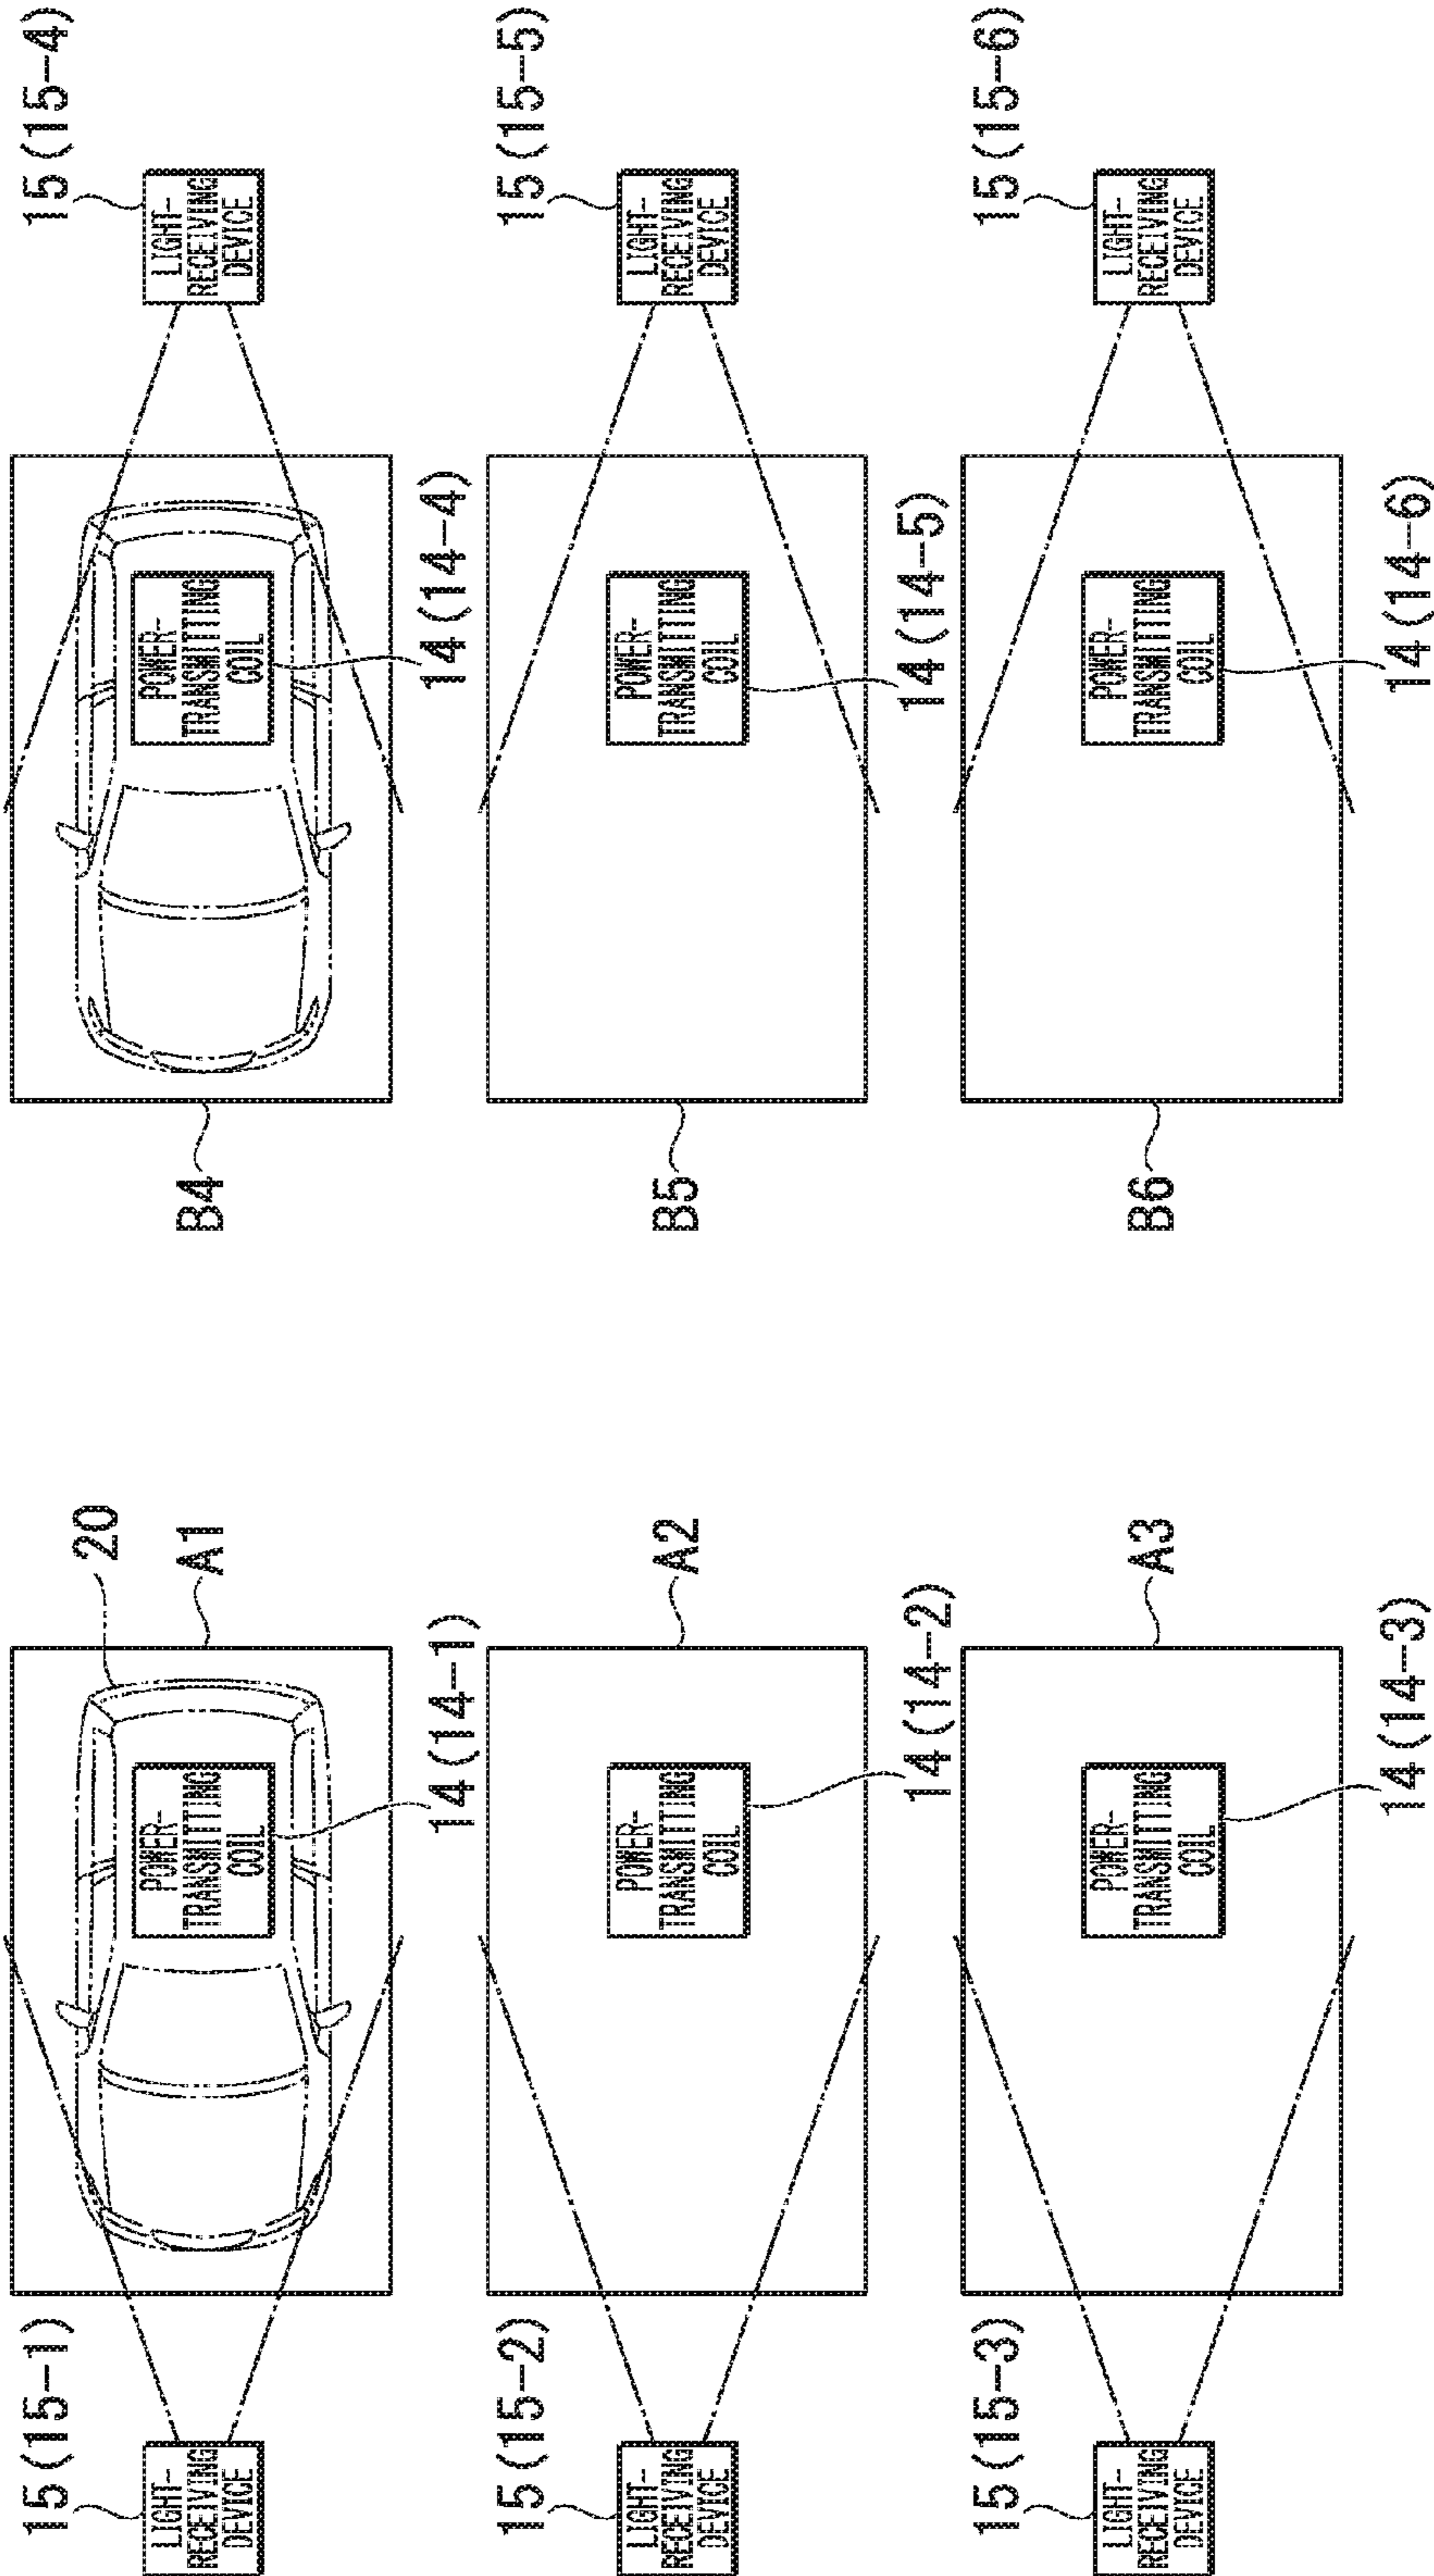 15(15-4)
LIGHT-
RECEIVING
DEVICE
POWER-
TRANSMITTING
COIL
14(14-4)
B4
15(15-5)
LIGHT-
RECEIVING
DEVICE
POWER-
TRANSMITTING
COIL
14(14-5)
B5
15(15-6)
LIGHT-
RECEIVING
DEVICE
POWER-
TRANSMITTING
COIL
14(14-6)
B6
20
A1
POWER-
TRANSMITTING
COIL
14(14-1)
15(15-1)
LIGHT-
RECEIVING
DEVICE
A2
POWER-
TRANSMITTING
COIL
14(14-2)
15(15-2)
LIGHT-
RECEIVING
DEVICE
A3
POWER-
TRANSMITTING
COIL
14(14-3)
15(15-3)
LIGHT-
RECEIVING
DEVICE